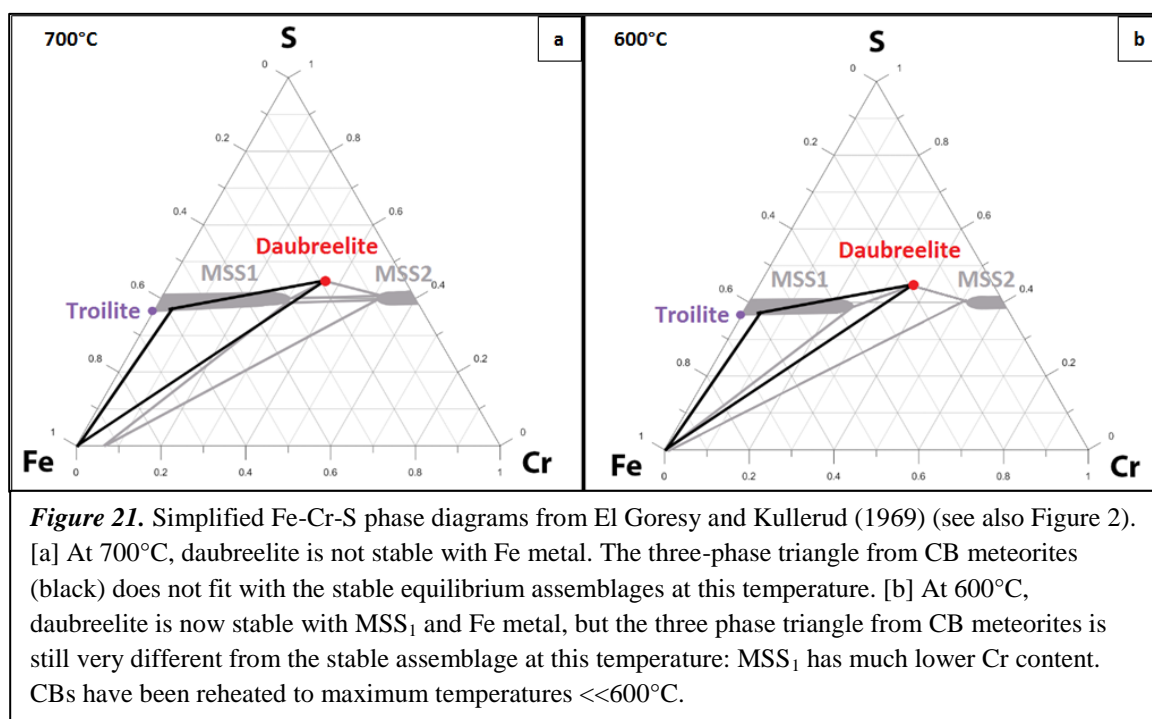 700°C
S
a
0
1
0.2
0.8
0.4
0.6
Daubreelite
MSS1
MSS2
0.6
0.4
Troilite
0.8
0.2
1
0
Fe
0
0.2
0.4
0.6
0.8
1
Cr
600°C
S
b
0
1
0.2
0.8
0.4
0.6
Daubreelite
MSS1
MSS2
0.6
0.4
Troilite
0.8
0.2
1
0
Fe
0
0.2
0.4
0.6
0.8
1
Cr
Figure 21. Simplified Fe-Cr-S phase diagrams from El Goresy and Kullerud (1969) (see also Figure 2).
[a] At 700°C, daubreelite is not stable with Fe metal. The three-phase triangle from CB meteorites
(black) does not fit with the stable equilibrium assemblages at this temperature. [b] At 600°C,
daubreelite is now stable with MSS₁ and Fe metal, but the three phase triangle from CB meteorites is
still very different from the stable assemblage at this temperature: MSS₁ has much lower Cr content.
CBs have been reheated to maximum temperatures <<600°C.